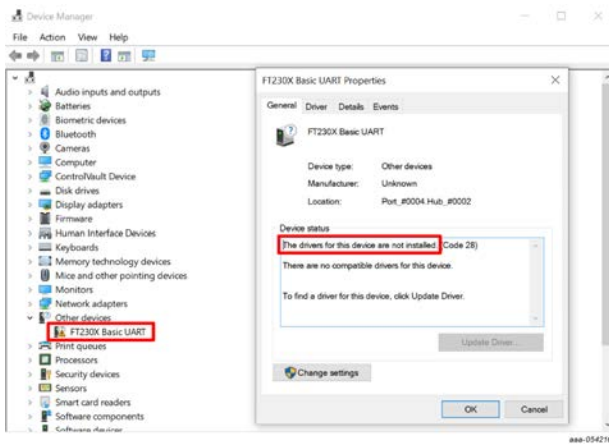 Device Manager
File Action View Help
Audio inputs and outputs
Batteries
Biometric devices
Bluetooth
Cameras
Computer
ControlVault Device
Disk drives
Display adapters
Firmware
Human Interface Devices
Keyboards
Memory technology devices
Mice and other pointing devices
Monitors
Network adapters
Other devices
FT230X Basic UART
Print queues
Processors
Security devices
Sensors
Smart card readers
Software components
Software devices
FT230X Basic UART Properties
General Driver Details Events
FT230X Basic UART
Device type: Other devices
Manufacturer: Unknown
Location: Port_#0004.Hub_#0002
Device status
The drivers for this device are not installed. (Code 28)
There are no compatible drivers for this device.
To find a driver for this device, click Update Driver.
Update Driver...
Change settings
OK Cancel